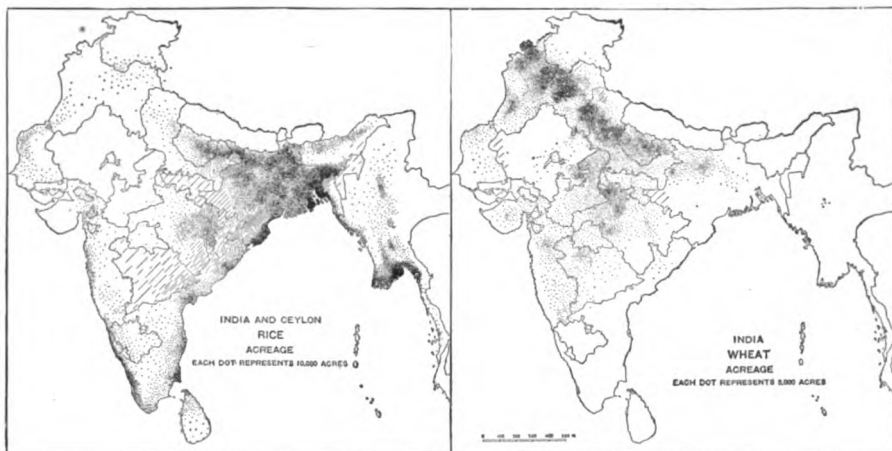 INDIA AND CEYLON
RICE
ACREAGE
EACH DOT REPRESENTS 10,000 ACRES
INDIA
WHEAT
ACREAGE
EACH DOT REPRESENTS 5,000 ACRES